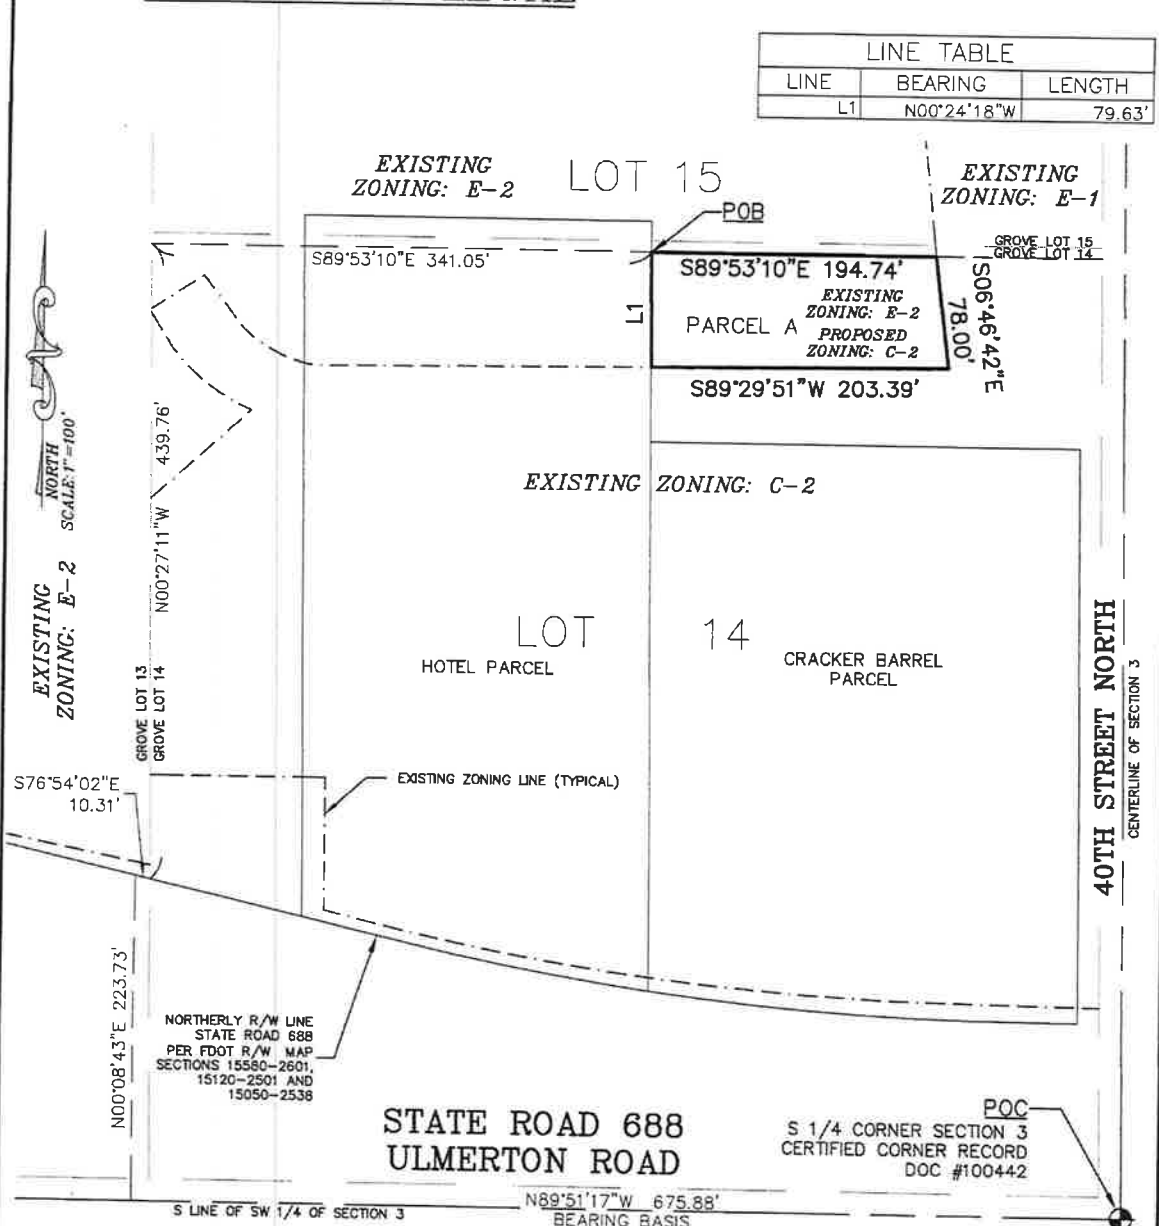 LINE TABLE
LINE BEARING LENGTH
L1 N00°24'18"W 79.63'
EXISTING
ZONING: E-2
LOT 15
EXISTING
ZONING: E-1
POB
GROVE LOT 15
GROVE LOT 14
S89°53'10"E 341.05'
S89°53'10"E 194.74'
L1
PARCEL A
EXISTING
ZONING: E-2
PROPOSED
ZONING: C-2
S06°46'42"E
78.00'
S89°29'51"W 203.39'
NORTH
SCALE:1"=100'
N00°27'11"W 439.76'
EXISTING ZONING: C-2
EXISTING
ZONING: E-2
LOT 14
HOTEL PARCEL
CRACKER BARREL
PARCEL
GROVE LOT 13
GROVE LOT 14
40TH STREET NORTH
CENTERLINE OF SECTION 3
S76°54'02"E
10.31'
EXISTING ZONING LINE (TYPICAL)
N00°08'43"E 223.73'
NORTHERLY R/W LINE
STATE ROAD 688
PER FDOT R/W MAP
SECTIONS 15580-2601,
15120-2501 AND
15050-2538
STATE ROAD 688
ULMERTON ROAD
POC
S 1/4 CORNER SECTION 3
CERTIFIED CORNER RECORD
DOC #100442
S LINE OF SW 1/4 OF SECTION 3
N89°51'17"W 675.88'
BEARING BASIS